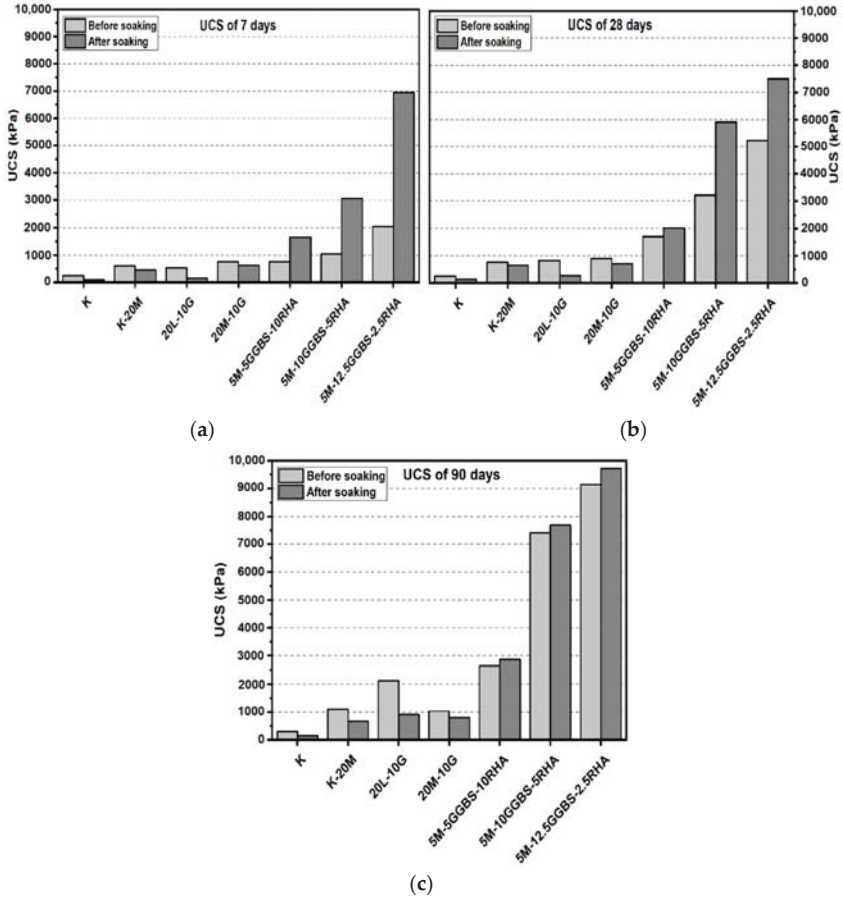 Before soaking
After soaking
UCS of 7 days
10,000
9000
8000
7000
6000
5000
4000
3000
2000
1000
0
UCS (kPa)
K
K-20M
20L-10G
20M-10G
5M-5GGBS-10RHA
5M-10GGBS-5RHA
5M-12.5GGBS-2.5RHA
(a)
Before soaking
After soaking
UCS of 28 days
10,000
9000
8000
7000
6000
5000
4000
3000
2000
1000
0
UCS (kPa)
K
K-20M
20L-10G
20M-10G
5M-5GGBS-10RHA
5M-10GGBS-5RHA
5M-12.5GGBS-2.5RHA
(b)
Before soaking
After soaking
UCS of 90 days
10,000
9000
8000
7000
6000
5000
4000
3000
2000
1000
0
UCS (kPa)
K
K-20M
20L-10G
20M-10G
5M-5GGBS-10RHA
5M-10GGBS-5RHA
5M-12.5GGBS-2.5RHA
(c)